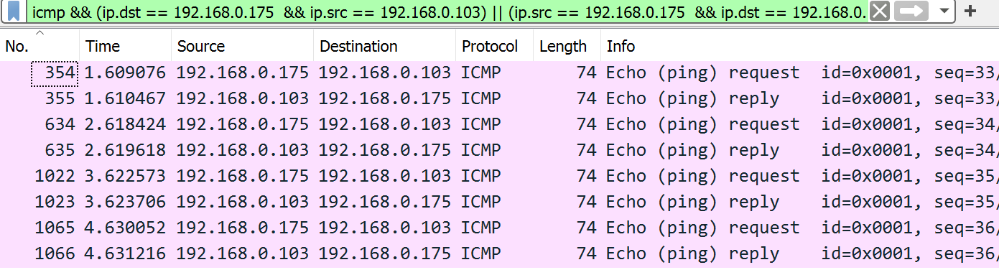 icmp && (ip.dst == 192.168.0.175 && ip.src == 192.168.0.103) || (ip.src == 192.168.0.175 && ip.dst == 192.168.0.
No. Time Source Destination Protocol Length Info
354 1.609076 192.168.0.175 192.168.0.103 ICMP 74 Echo (ping) request id=0x0001, seq=33/
355 1.610467 192.168.0.103 192.168.0.175 ICMP 74 Echo (ping) reply id=0x0001, seq=33/
634 2.618424 192.168.0.175 192.168.0.103 ICMP 74 Echo (ping) request id=0x0001, seq=34/
635 2.619618 192.168.0.103 192.168.0.175 ICMP 74 Echo (ping) reply id=0x0001, seq=34/
1022 3.622573 192.168.0.175 192.168.0.103 ICMP 74 Echo (ping) request id=0x0001, seq=35/
1023 3.623706 192.168.0.103 192.168.0.175 ICMP 74 Echo (ping) reply id=0x0001, seq=35/
1065 4.630052 192.168.0.175 192.168.0.103 ICMP 74 Echo (ping) request id=0x0001, seq=36/
1066 4.631216 192.168.0.103 192.168.0.175 ICMP 74 Echo (ping) reply id=0x0001, seq=36/